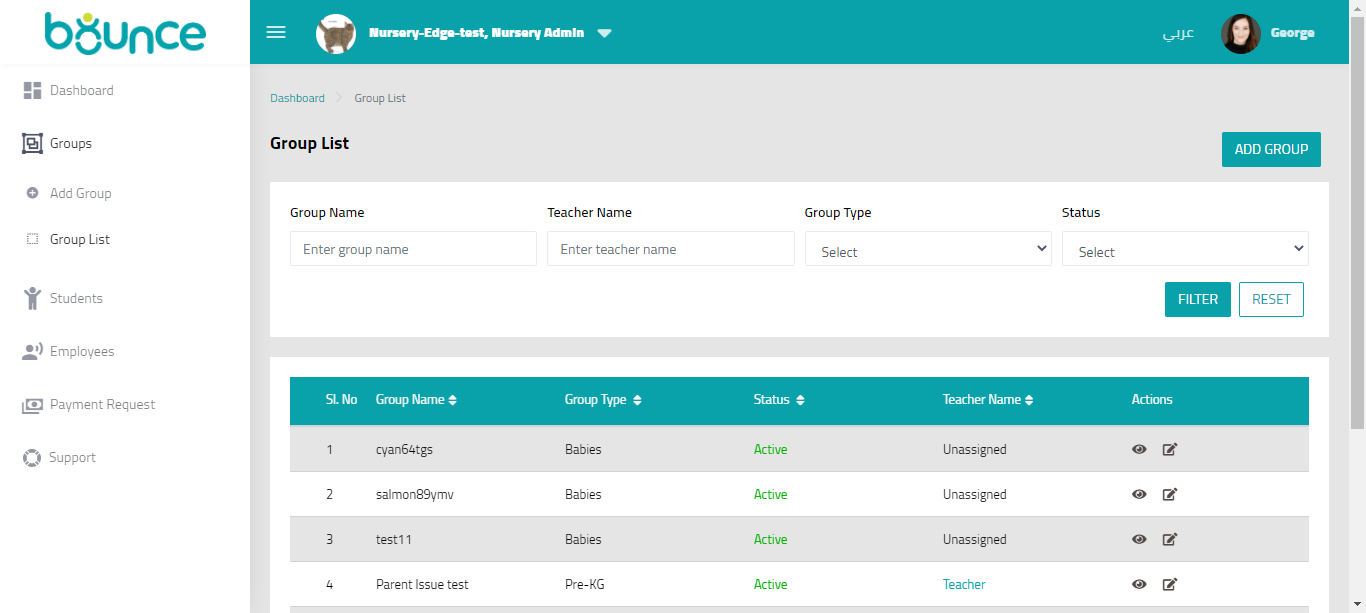 bounce
Nursery-Edge-test, Nursery Admin
عربي
George
Dashboard
Groups
Add Group
Group List
Students
Employees
Payment Request
Support
Dashboard Group List
Group List
ADD GROUP
Group Name Teacher Name Group Type Status
Enter group name Enter teacher name Select Select
FILTER RESET
Sl. No Group Name Group Type Status Teacher Name Actions
1 cyan64tgs Babies Active Unassigned
2 salmon89ymv Babies Active Unassigned
3 test11 Babies Active Unassigned
4 Parent Issue test Pre-KG Active Teacher